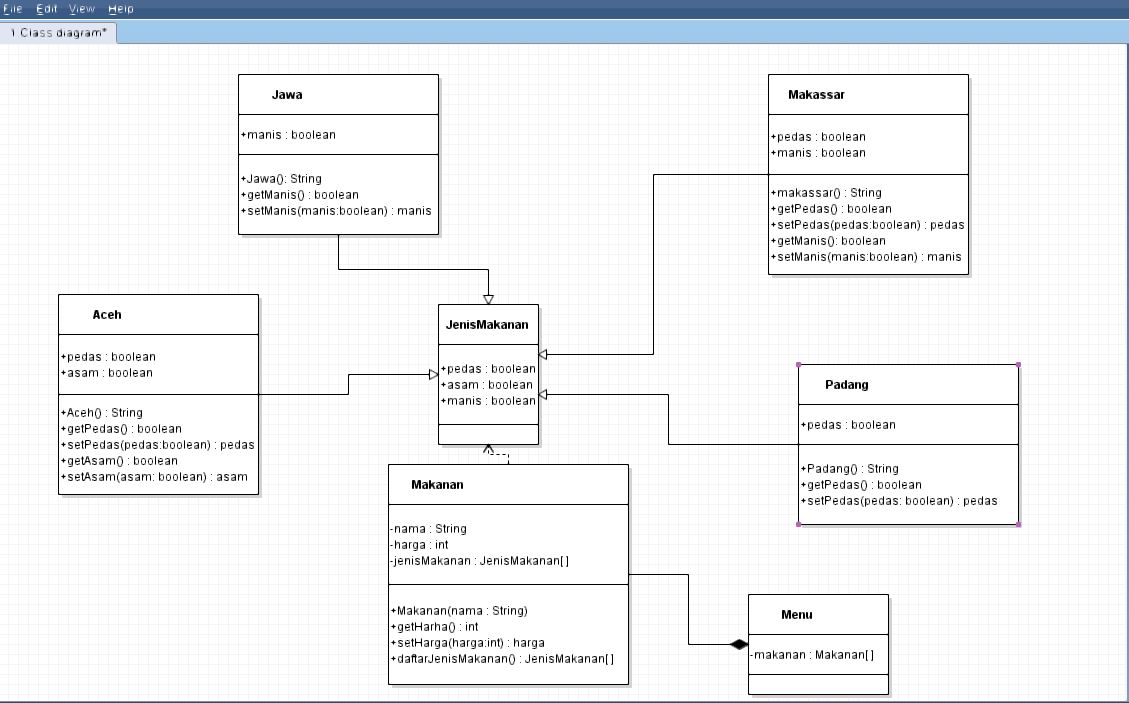 File Edit View Help
1 Class diagram*
Jawa
+manis : boolean
+Jawa(): String
+getManis() : boolean
+setManis(manis:boolean) : manis
Makassar
+pedas : boolean
+manis : boolean
+makassar() : String
+getPedas() : boolean
+setPedas(pedas:boolean) : pedas
+getManis(): boolean
+setManis(manis:boolean) : manis
Aceh
+pedas : boolean
+asam : boolean
+Aceh() : String
+getPedas() : boolean
+setPedas(pedas:boolean) : pedas
+getAsam() : boolean
+setAsam(asam: boolean) : asam
JenisMakanan
+pedas : boolean
+asam : boolean
+manis : boolean
Padang
+pedas : boolean
+Padang() : String
+getPedas() : boolean
+setPedas(pedas: boolean) : pedas
Makanan
-nama : String
-harga : int
-jenisMakanan : JenisMakanan[ ]
+Makanan(nama : String)
+getHarha() : int
+setHarga(harga:int) : harga
+daftarJenisMakanan() : JenisMakanan[ ]
Menu
-makanan : Makanan[ ]